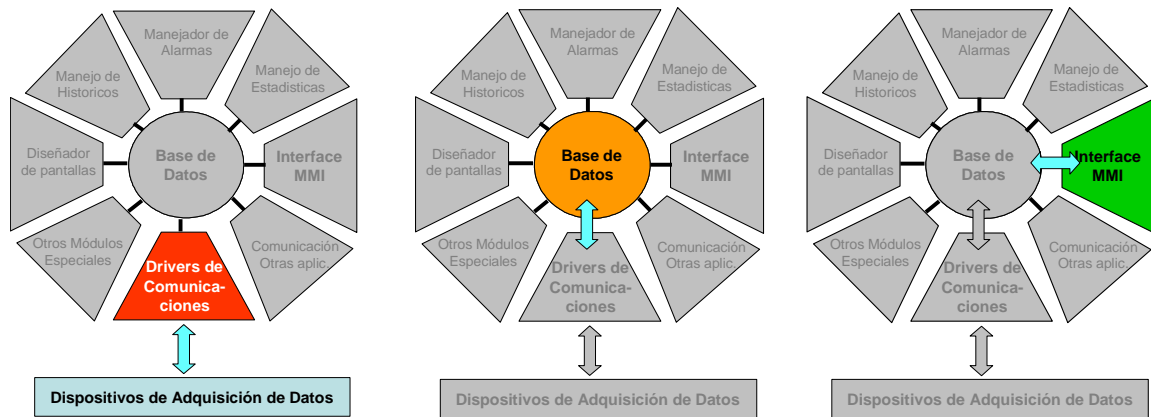 Manejador de
Alarmas
Manejo de
Historicos
Manejo de
Estadisticas
Diseñador
de pantallas
Base de
Datos
Interface
MMI
Otros Módulos
Especiales
Comunicación
Otras aplic.
Drivers de
Comunica-
ciones
Dispositivos de Adquisición de Datos
Manejador de
Alarmas
Manejo de
Historicos
Manejo de
Estadisticas
Diseñador
de pantallas
Base de
Datos
Interface
MMI
Otros Módulos
Especiales
Comunicación
Otras aplic.
Drivers de
Comunica-
ciones
Dispositivos de Adquisición de Datos
Manejador de
Alarmas
Manejo de
Historicos
Manejo de
Estadisticas
Diseñador
de pantallas
Base de
Datos
Interface
MMI
Otros Módulos
Especiales
Comunicación
Otras aplic.
Drivers de
Comunica-
ciones
Dispositivos de Adquisición de Datos